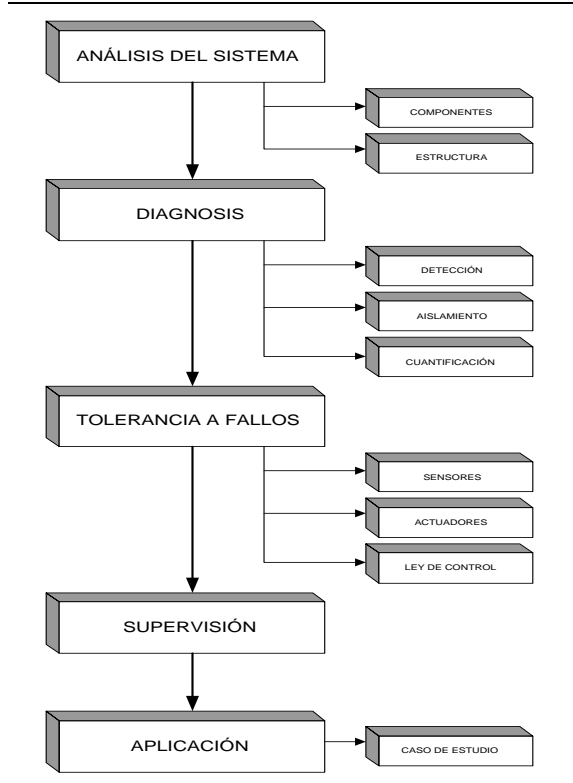 ANÁLISIS DEL SISTEMA
COMPONENTES
ESTRUCTURA
DIAGNOSIS
DETECCIÓN
AISLAMIENTO
CUANTIFICACIÓN
TOLERANCIA A FALLOS
SENSORES
ACTUADORES
LEY DE CONTROL
SUPERVISIÓN
APLICACIÓN
CASO DE ESTUDIO